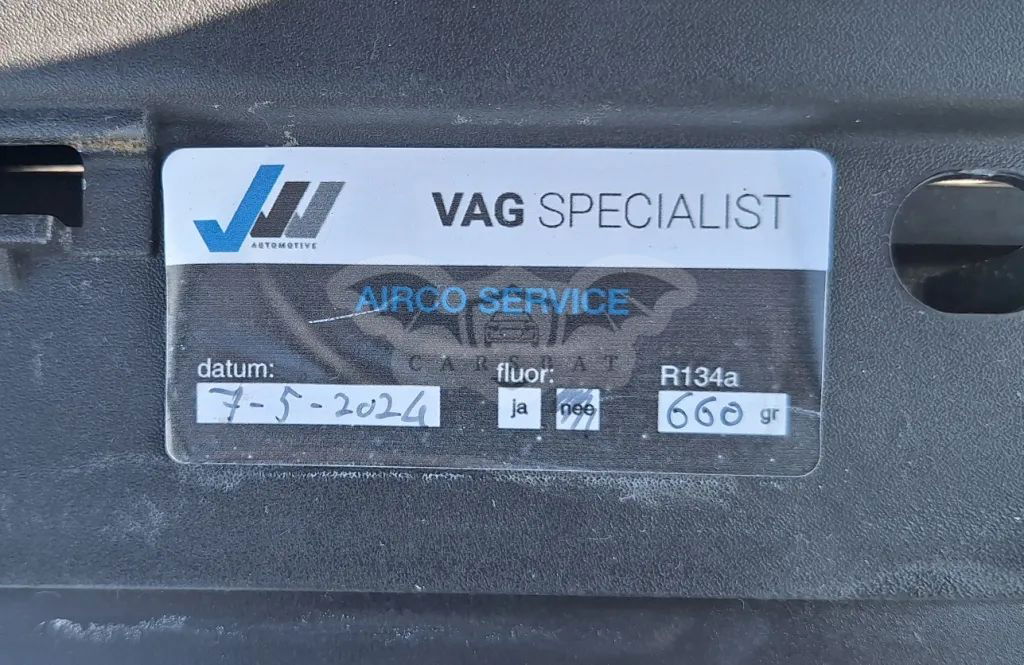 VAG SPECIALIST
AUTOMOTIVE
AIRCO SERVICE
CARSPAT
datum: fluor: R134a
7-5-2024 ja nee 660 gr